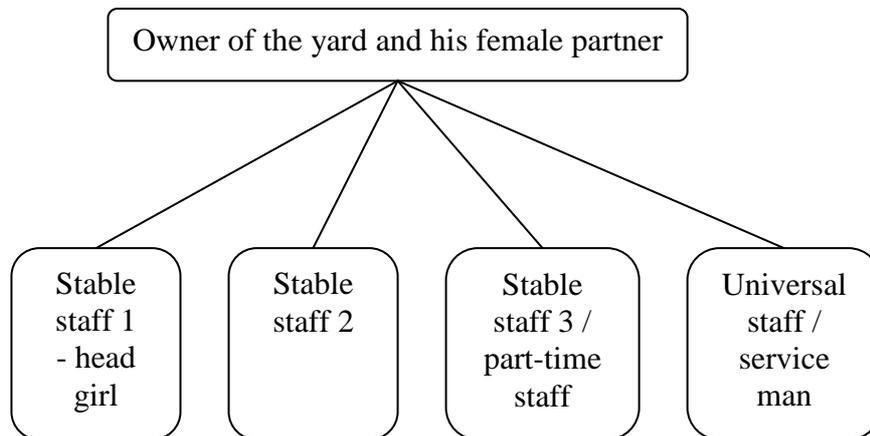 Owner of the yard and his female partner
Stable
staff 1
- head
girl
Stable
staff 2
Stable
staff 3 /
part-time
staff
Universal
staff /
service
man